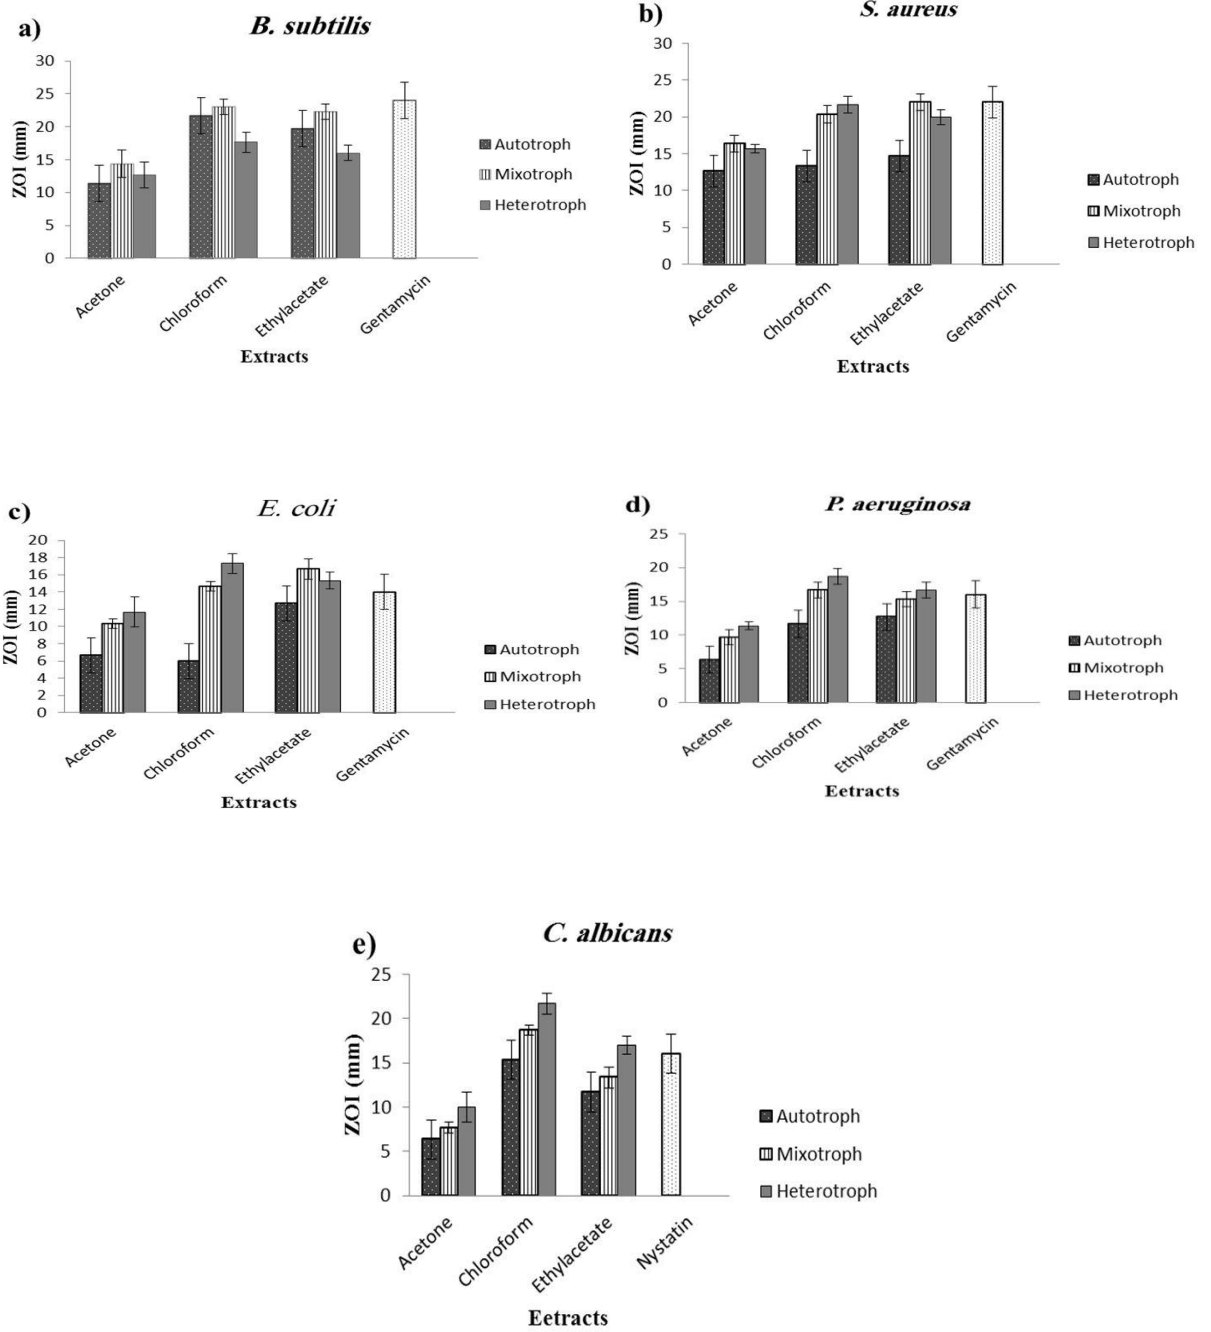 a)
B. subtilis
ZOI (mm)
30
25
20
15
10
5
0
Acetone
Chloroform
Ethylacetate
Gentamycin
Extracts
Autotroph
Mixotroph
Heterotroph
b)
S. aureus
ZOI (mm)
30
25
20
15
10
5
0
Acetone
Chloroform
Ethylacetate
Gentamycin
Extracts
Autotroph
Mixotroph
Heterotroph
c)
E. coli
ZOI (mm)
20
18
16
14
12
10
8
6
4
2
0
Acetone
Chloroform
Ethylacetate
Gentamycin
Extracts
Autotroph
Mixotroph
Heterotroph
d)
P. aeruginosa
ZOI (mm)
25
20
15
10
5
0
Acetone
Chloroform
Ethylacetate
Gentamycin
Eetracts
Autotroph
Mixotroph
Heterotroph
e)
C. albicans
ZOI (mm)
25
20
15
10
5
0
Acetone
Chloroform
Ethylacetate
Nystatin
Eetracts
Autotroph
Mixotroph
Heterotroph